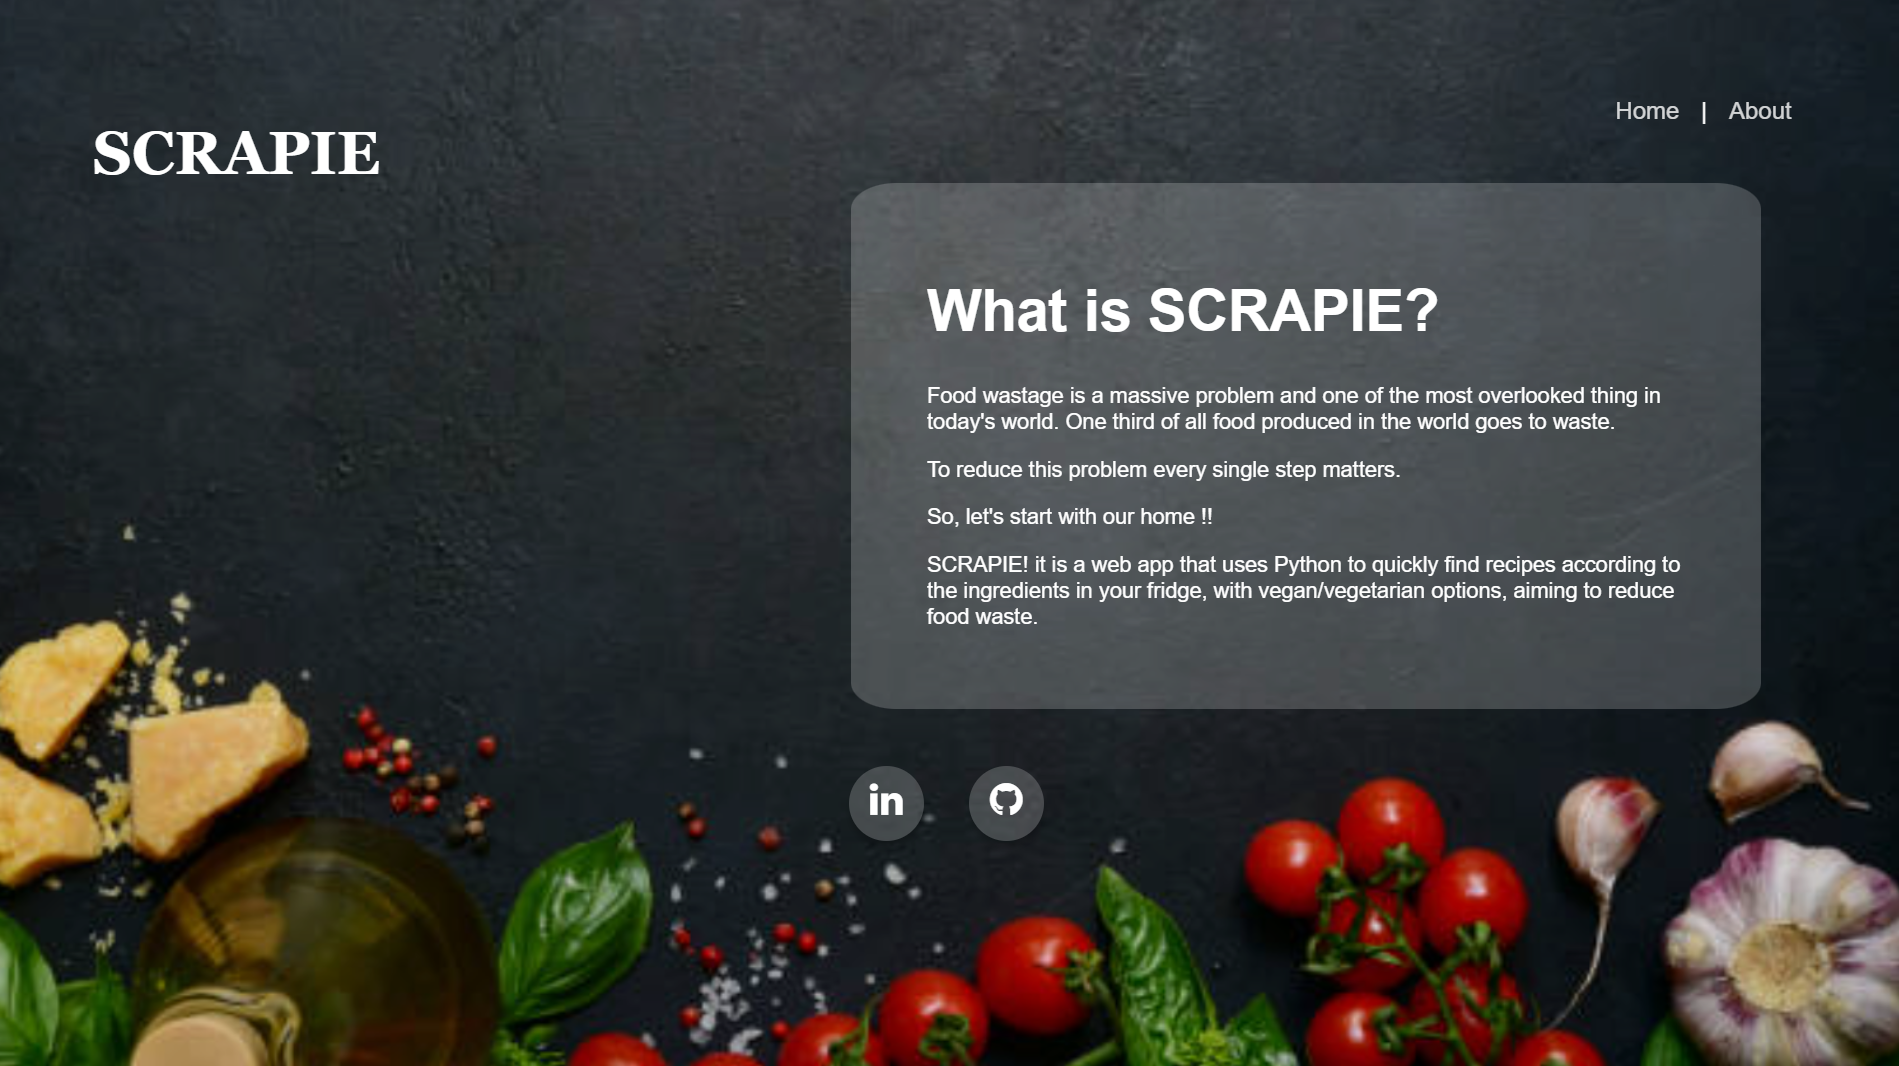 Home | About
SCRAPIE
What is SCRAPIE?
Food wastage is a massive problem and one of the most overlooked thing in
today's world. One third of all food produced in the world goes to waste.
To reduce this problem every single step matters.
So, let's start with our home !!
SCRAPIE! it is a web app that uses Python to quickly find recipes according to
the ingredients in your fridge, with vegan/vegetarian options, aiming to reduce
food waste.
in